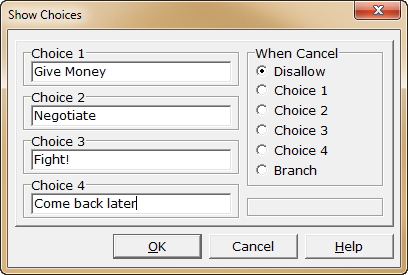 Show Choices
Choice 1
Give Money
Choice 2
Negotiate
Choice 3
Fight!
Choice 4
Come back later
When Cancel
Disallow
Choice 1
Choice 2
Choice 3
Choice 4
Branch
OK Cancel Help